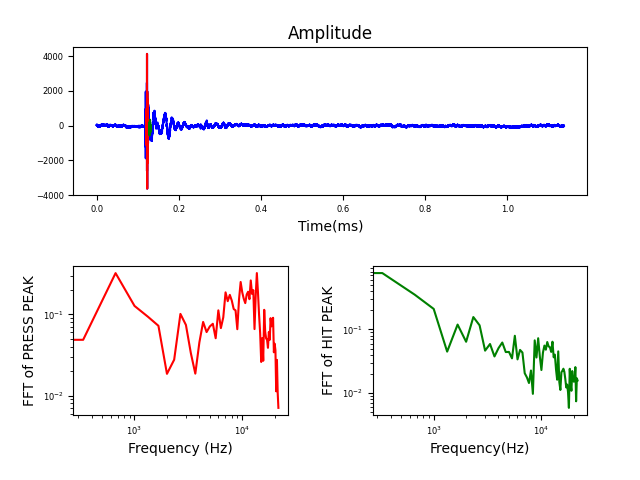 Amplitude
4000
2000
0
−2000
−4000
0.0 0.2 0.4 0.6 0.8 1.0
Time(ms)
FFT of PRESS PEAK
10⁻¹
10⁻²
10³ 10⁴
Frequency (Hz)
FFT of HIT PEAK
10⁻¹
10⁻²
10³ 10⁴
Frequency(Hz)